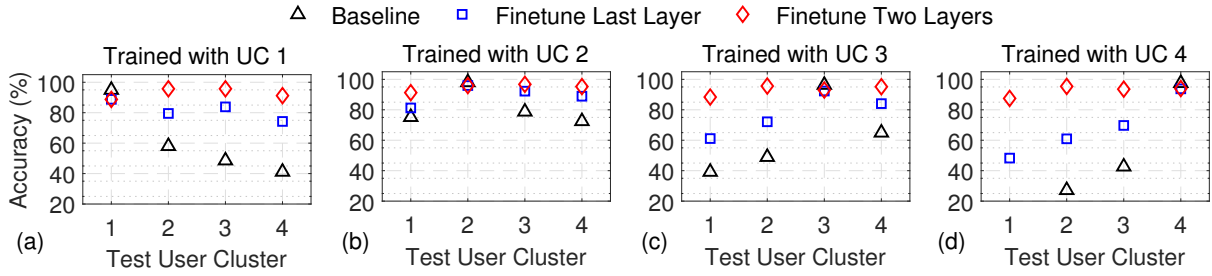 Baseline Finetune Last Layer Finetune Two Layers
Trained with UC 1 Trained with UC 2 Trained with UC 3 Trained with UC 4
Accuracy (%)
100 100 100 100
80 80 80 80
60 60 60 60
40 40 40 40
20 20 20 20
1 2 3 4 1 2 3 4 1 2 3 4 1 2 3 4
(a) (b) (c) (d)
Test User Cluster Test User Cluster Test User Cluster Test User Cluster